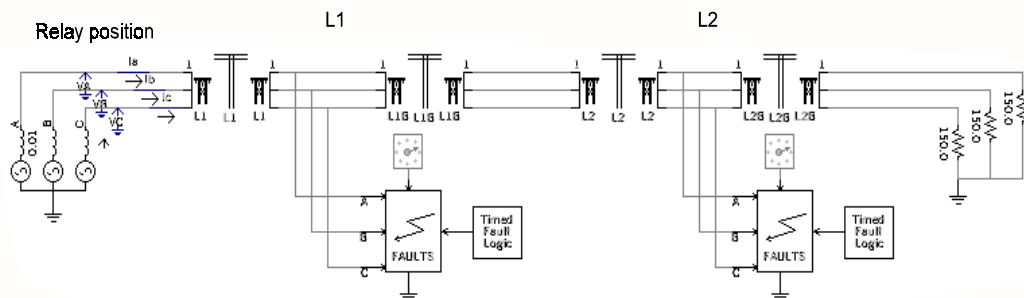 L1
L2
Relay position
Ia
Ib
Ic
VA
VB
VC
1
1
1
1
1
1
1
1
L1
L1
L1
L1G
L1G
L1G
L2
L2
L2
L2G
L2G
L2G
A
B
C
0.01
150.0
150.0
150.0
A
B
C
FAULTS
Timed
Fault
Logic
A
B
C
FAULTS
Timed
Fault
Logic